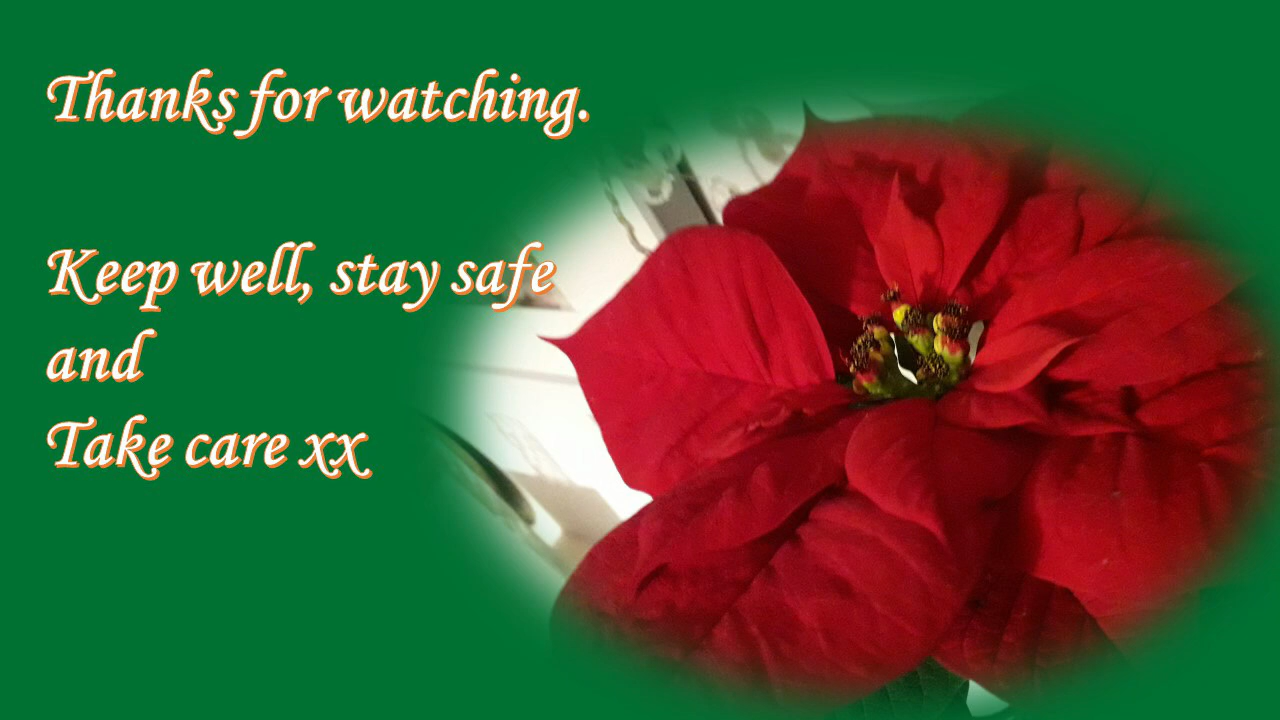 Thanks for watching.
Keep well, stay safe
and
Take care xx